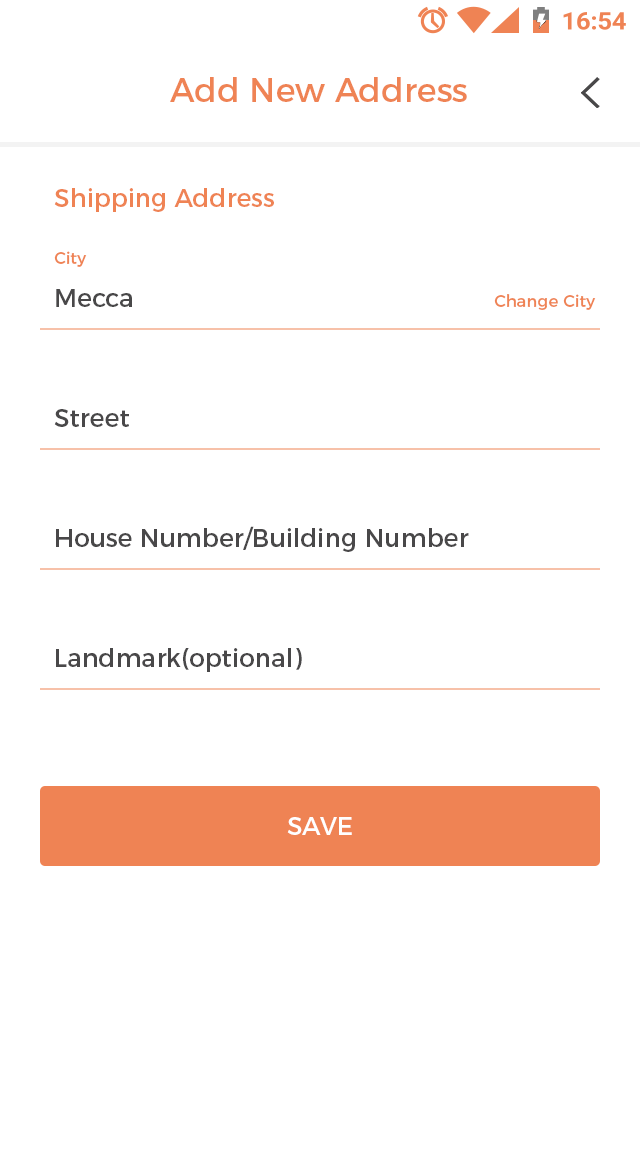 16:54
Add New Address
Shipping Address
City
Mecca
Change City
Street
House Number/Building Number
Landmark(optional)
SAVE